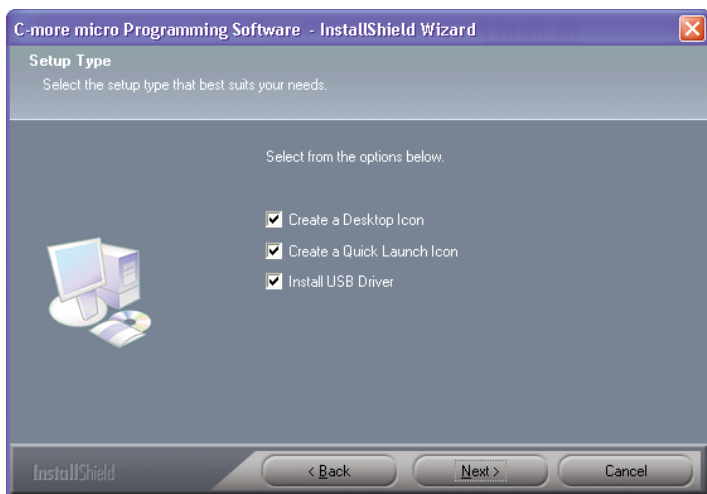 C-more micro Programming Software - InstallShield Wizard
Setup Type
Select the setup type that best suits your needs.
Select from the options below.
Create a Desktop Icon
Create a Quick Launch Icon
Install USB Driver
InstallShield
< Back
Next >
Cancel